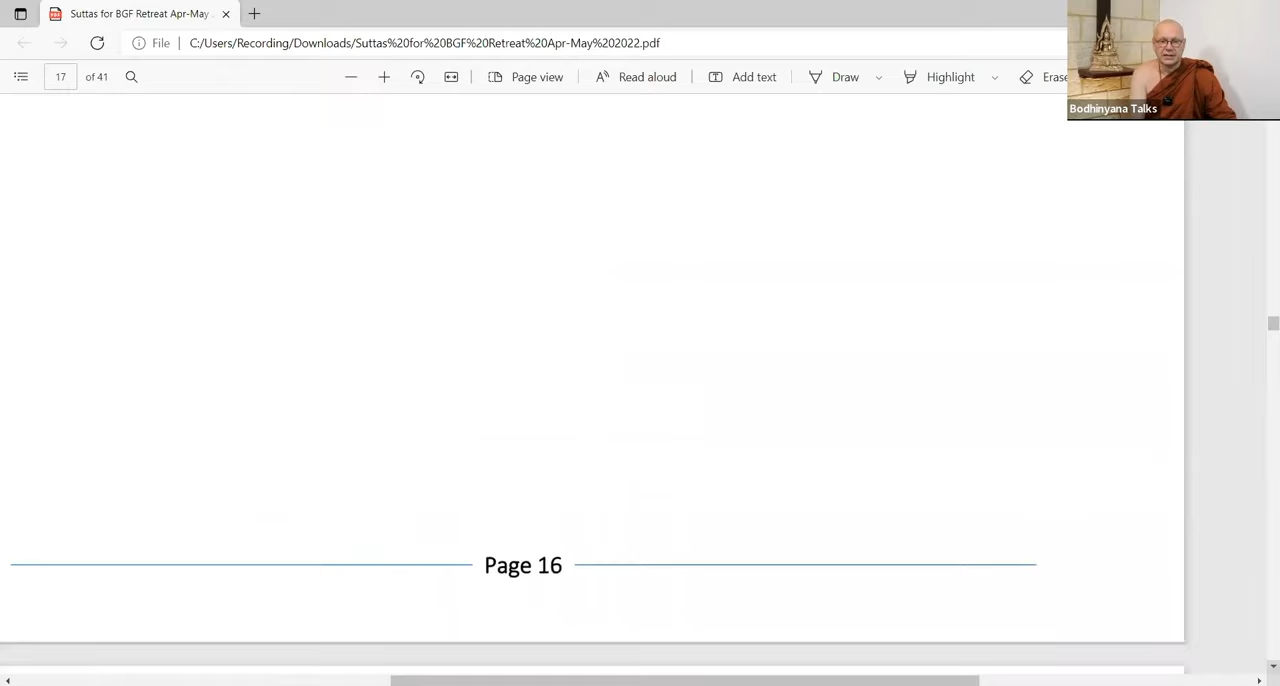 Suttas for BGF Retreat Apr-May
File | C:/Users/Recording/Downloads/Suttas%20for%20BGF%20Retreat%20Apr-May%202022.pdf
17 of 41 Page view Read aloud Add text Draw Highlight Erase
Bodhinyana Talks
Page 16